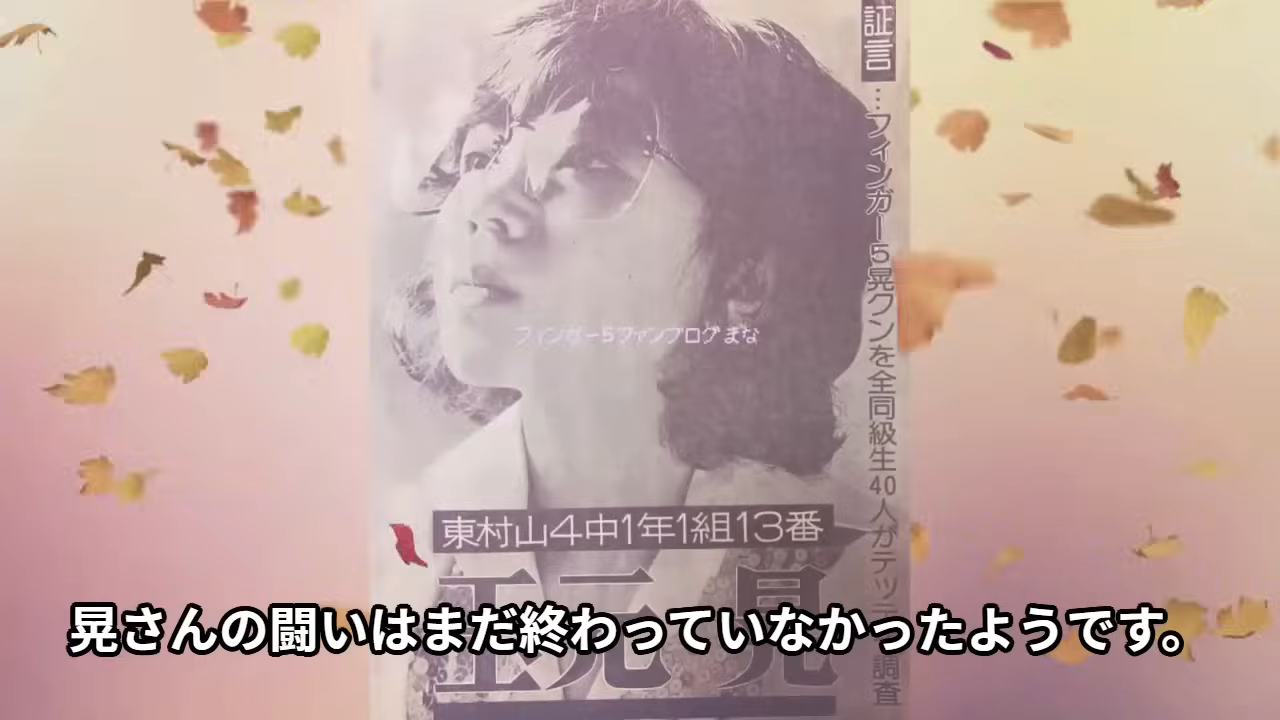 証言…フィンガー5晃クンを全同級生40人がテッテ調査
フィンガー5ファンブログまな
東村山4中1年1組13番
晃さんの闘いはまだ終わっていなかったようです。